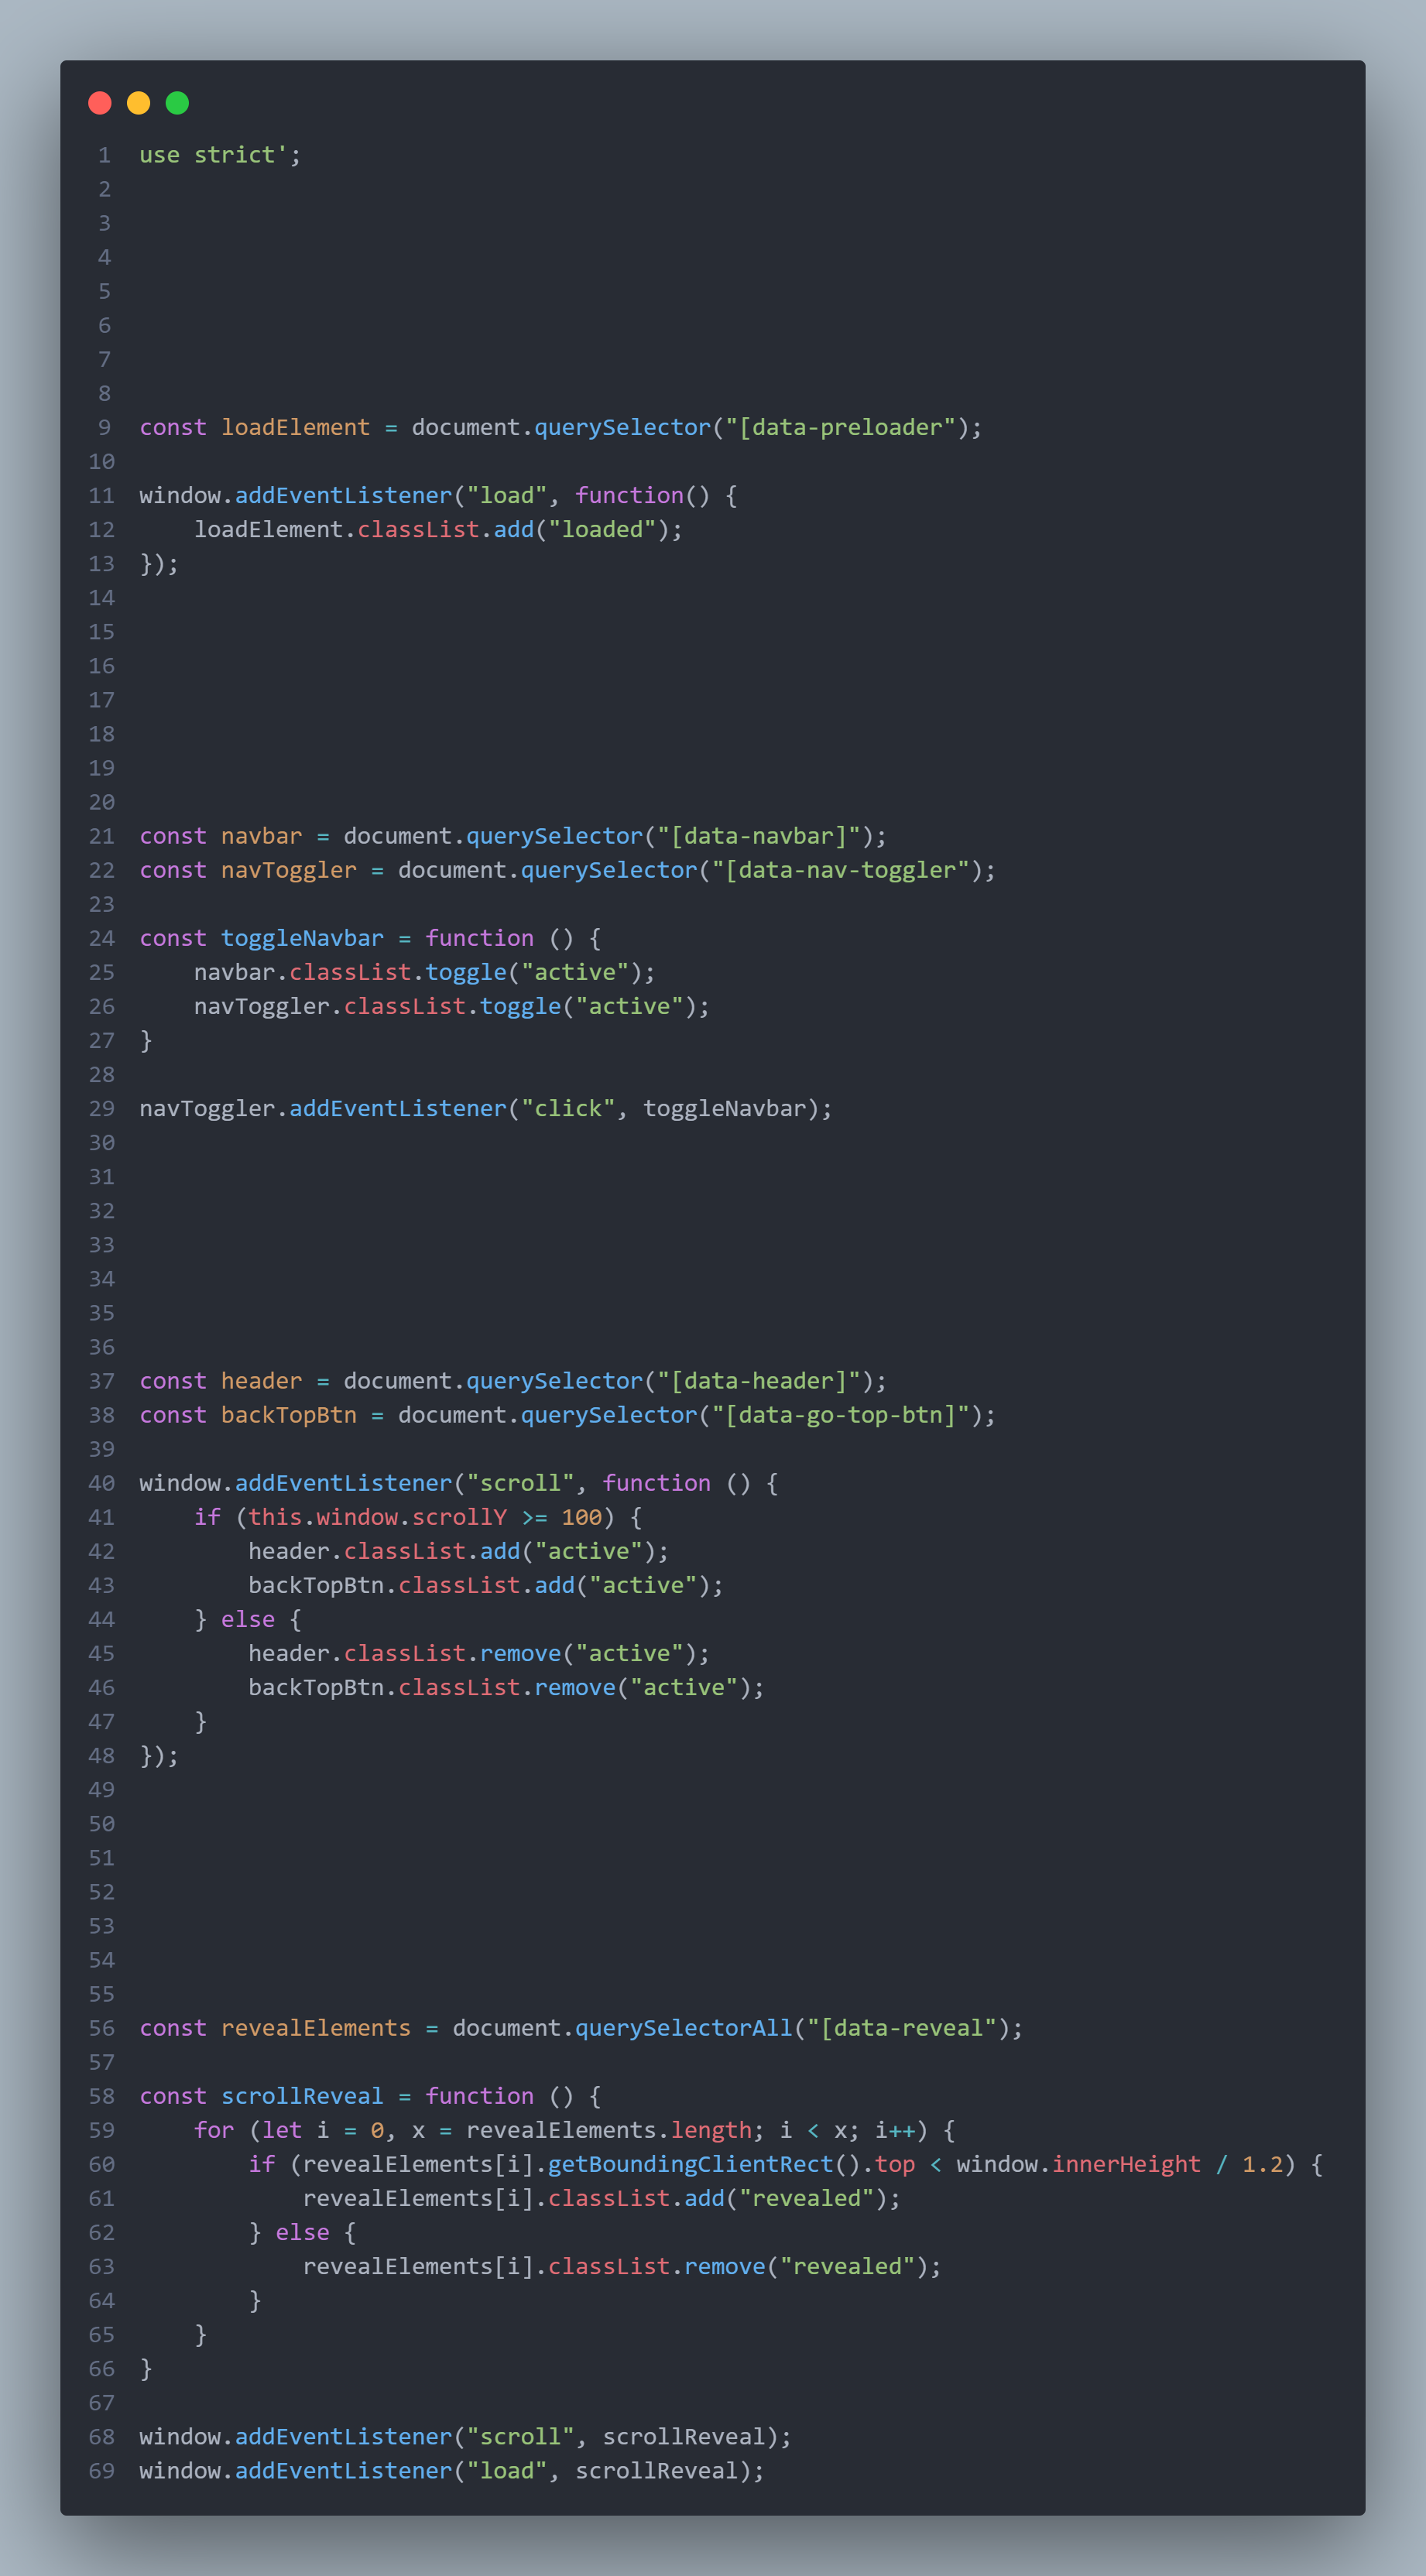 1 use strict';
2
3
4
5
6
7
8
9 const loadElement = document.querySelector("[data-preloader");
10
11 window.addEventListener("load", function() {
12     loadElement.classList.add("loaded");
13 });
14
15
16
17
18
19
20
21 const navbar = document.querySelector("[data-navbar]");
22 const navToggler = document.querySelector("[data-nav-toggler");
23
24 const toggleNavbar = function () {
25     navbar.classList.toggle("active");
26     navToggler.classList.toggle("active");
27 }
28
29 navToggler.addEventListener("click", toggleNavbar);
30
31
32
33
34
35
36
37 const header = document.querySelector("[data-header]");
38 const backTopBtn = document.querySelector("[data-go-top-btn]");
39
40 window.addEventListener("scroll", function () {
41     if (this.window.scrollY >= 100) {
42         header.classList.add("active");
43         backTopBtn.classList.add("active");
44     } else {
45         header.classList.remove("active");
46         backTopBtn.classList.remove("active");
47     }
48 });
49
50
51
52
53
54
55
56 const revealElements = document.querySelectorAll("[data-reveal");
57
58 const scrollReveal = function () {
59     for (let i = 0, x = revealElements.length; i < x; i++) {
60         if (revealElements[i].getBoundingClientRect().top < window.innerHeight / 1.2) {
61             revealElements[i].classList.add("revealed");
62         } else {
63             revealElements[i].classList.remove("revealed");
64         }
65     }
66 }
67
68 window.addEventListener("scroll", scrollReveal);
69 window.addEventListener("load", scrollReveal);